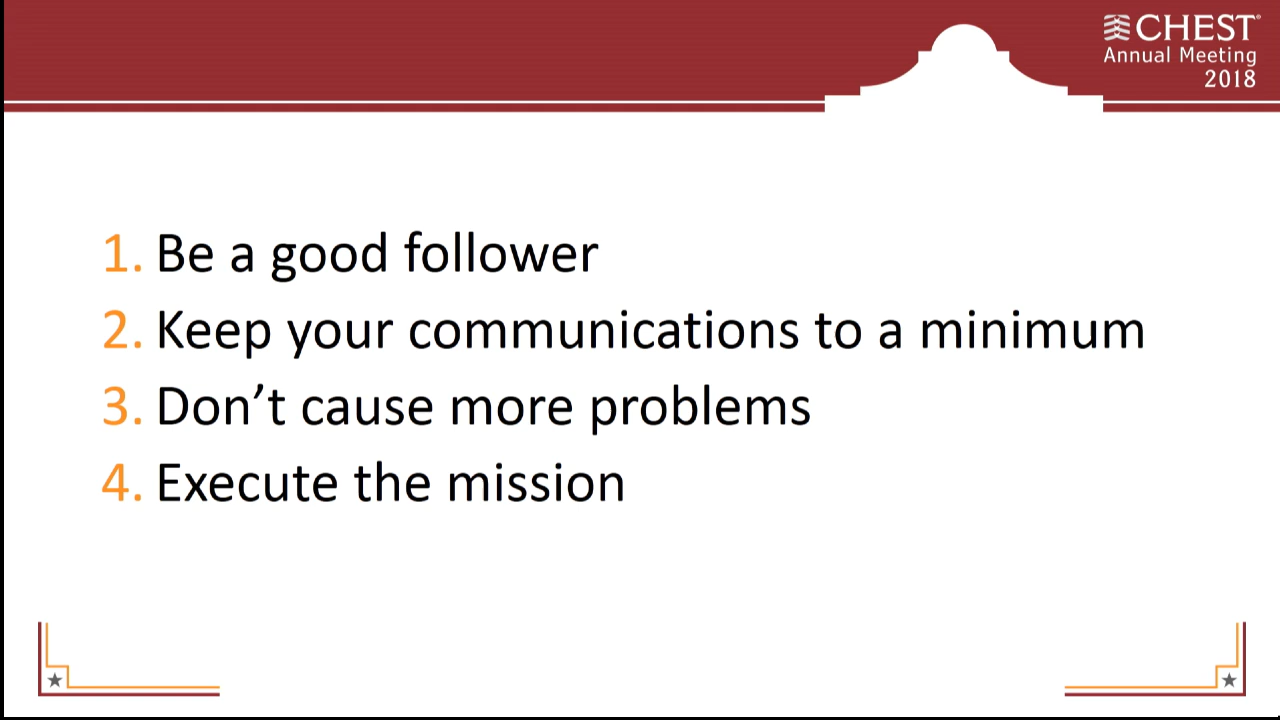 CHEST
Annual Meeting
2018
1. Be a good follower
2. Keep your communications to a minimum
3. Don’t cause more problems
4. Execute the mission